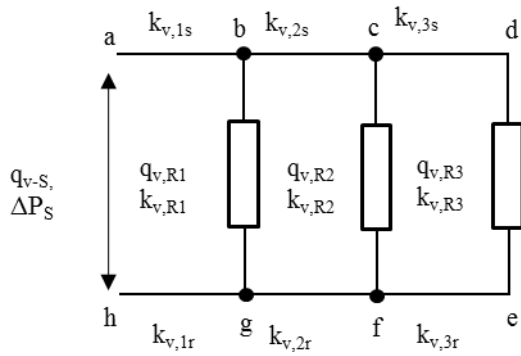 a k_{v,1s} b k_{v,2s} c k_{v,3s} d
q_{v-S,}
ΔP_S
q_{v,R1}
k_{v,R1}
q_{v,R2}
k_{v,R2}
q_{v,R3}
k_{v,R3}
h k_{v,1r} g k_{v,2r} f k_{v,3r} e